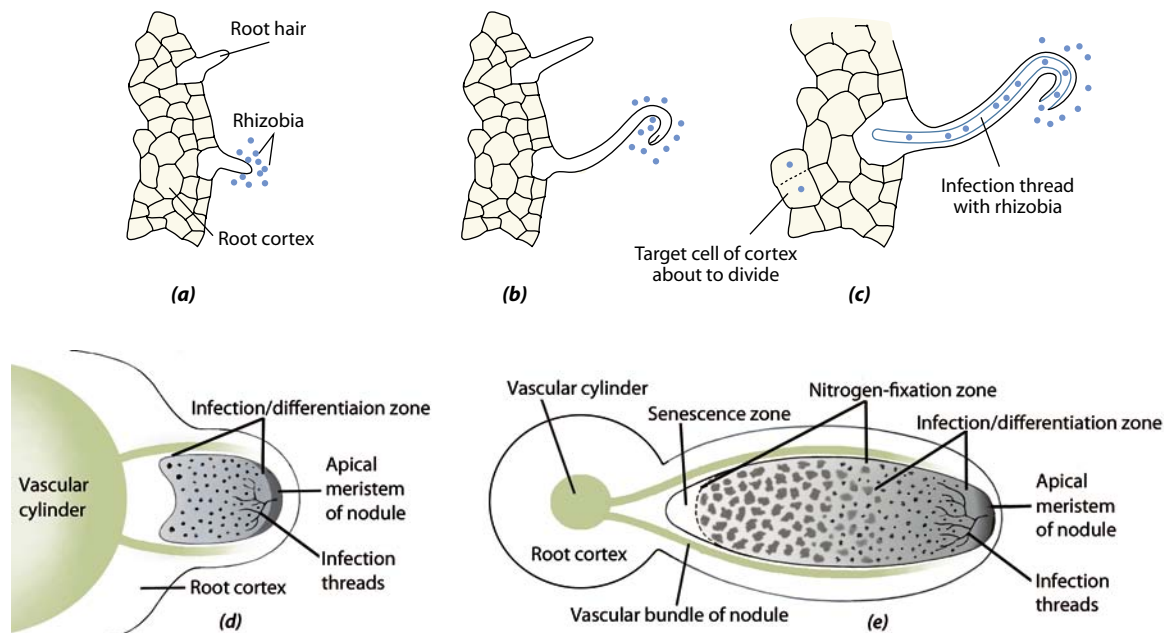 Root hair
Rhizobia
Root cortex
(a)
(b)
Infection thread
with rhizobia
Target cell of cortex
about to divide
(c)
Infection/differentiaion zone
Vascular
cylinder
Apical
meristem
of nodule
Infection
threads
Root cortex
(d)
Vascular cylinder
Nitrogen-fixation zone
Senescence zone
Infection/differentiation zone
Apical
meristem
of nodule
Root cortex
Infection
threads
Vascular bundle of nodule
(e)